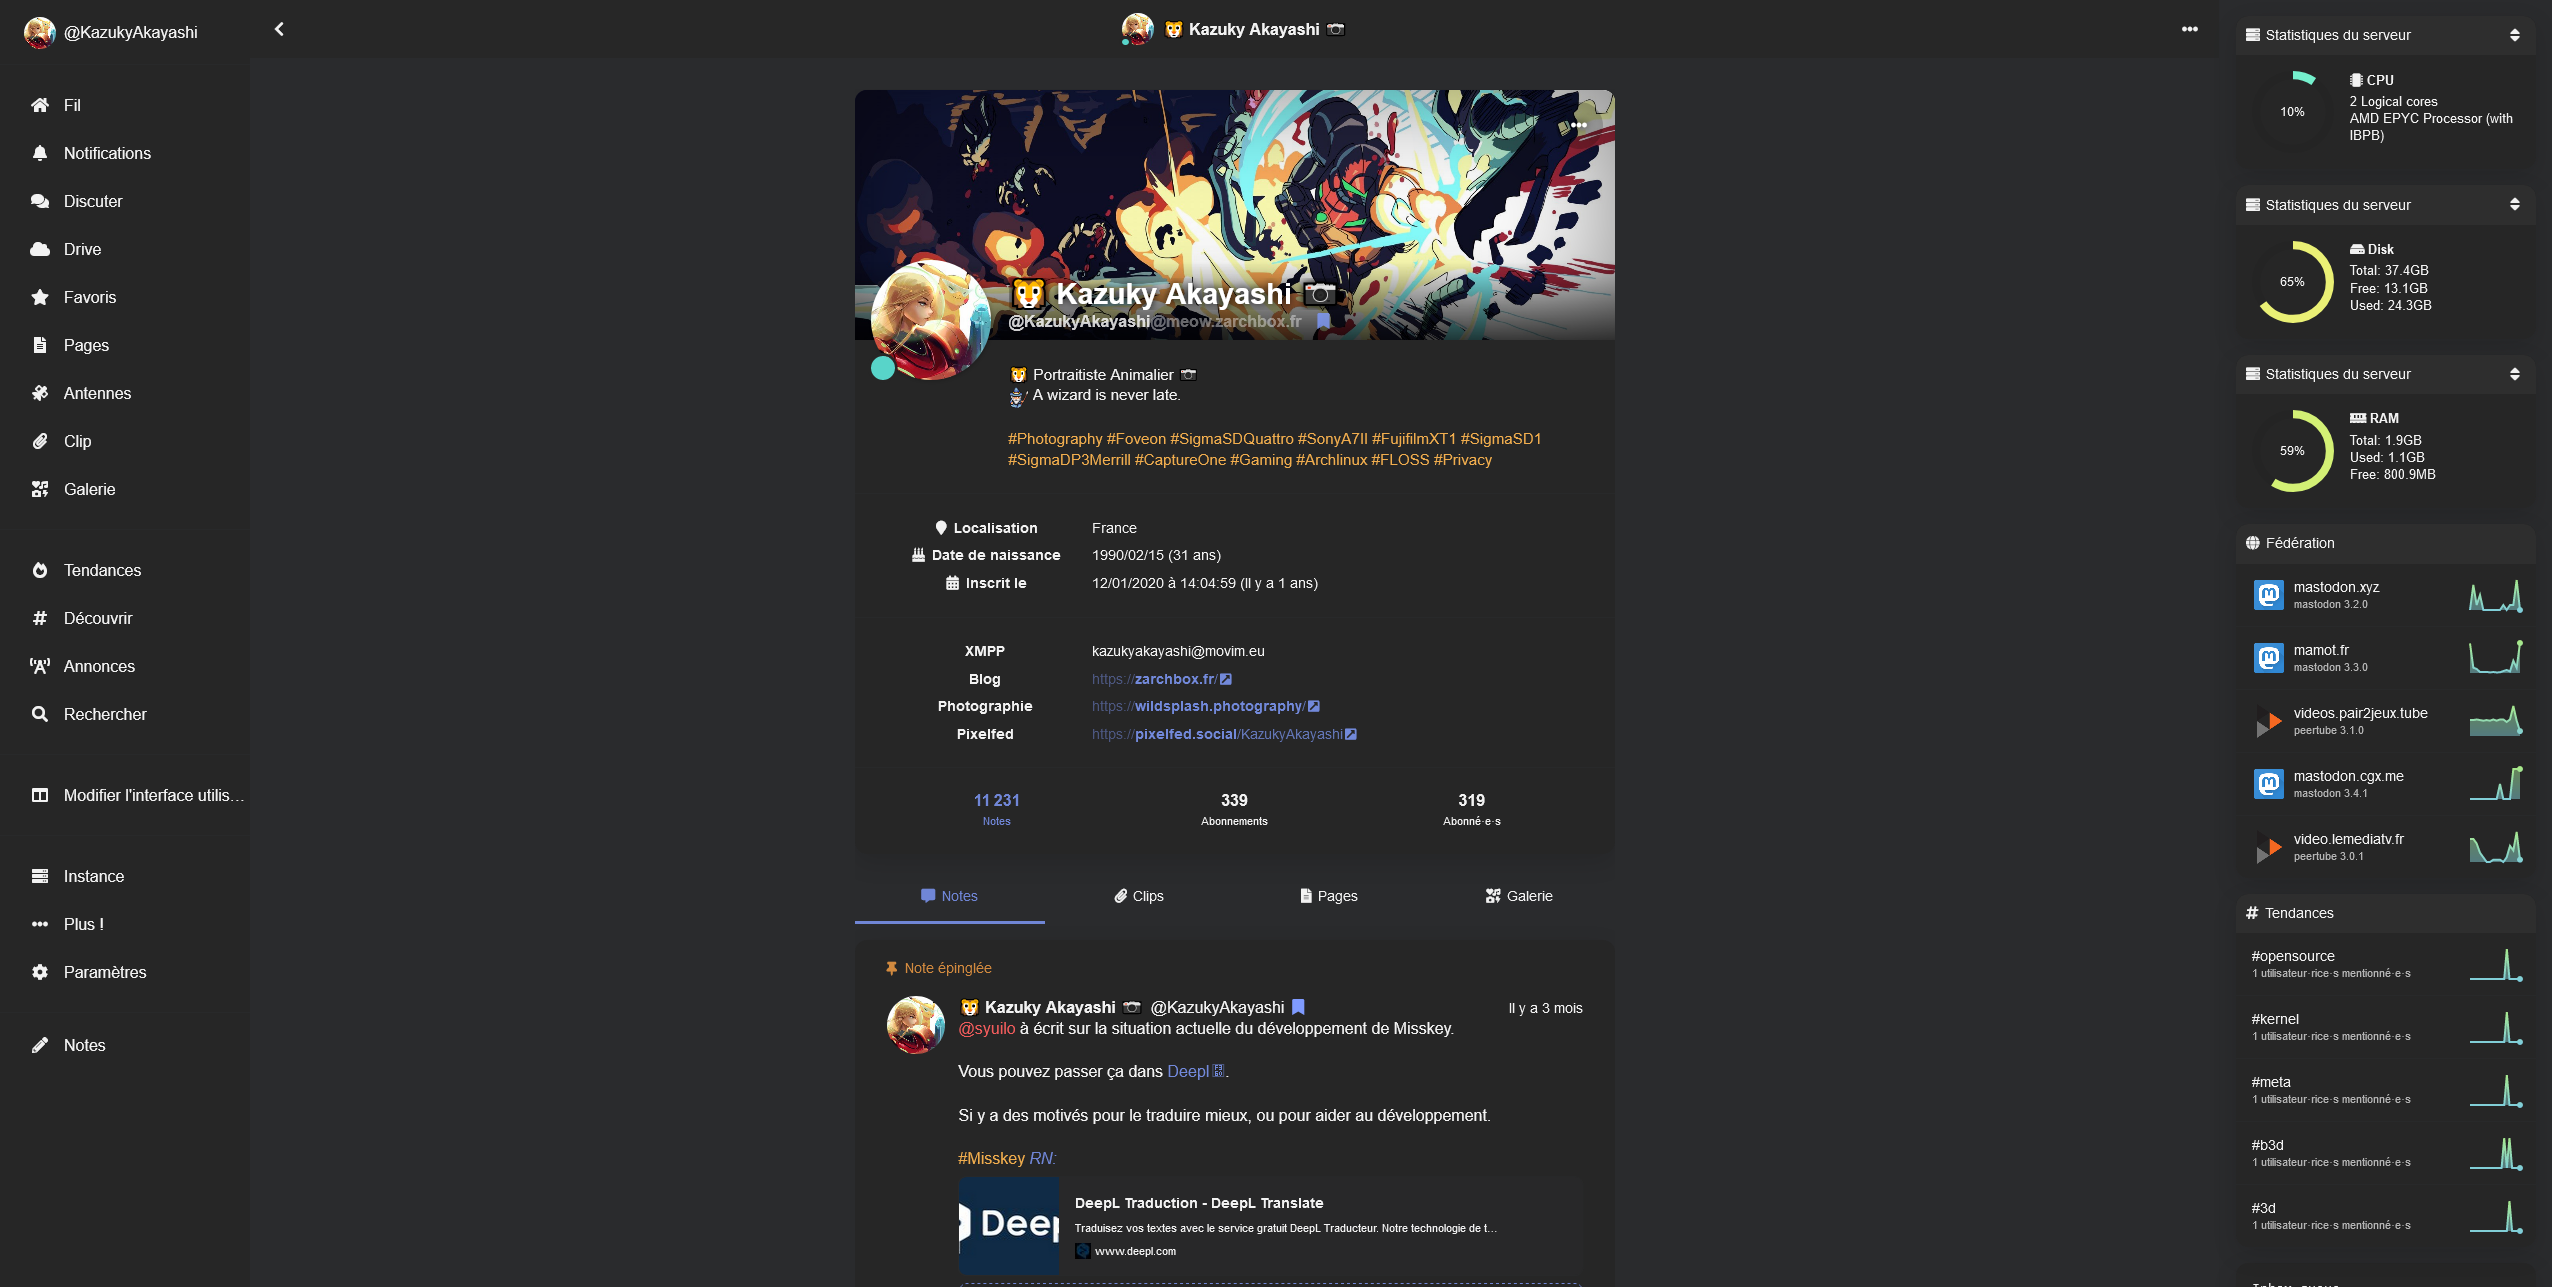 @KazukyAkayashi
Fil
Notifications
Discuter
Drive
Favoris
Pages
Antennes
Clip
Galerie
Tendances
Découvrir
Annonces
Rechercher
Modifier l'interface utilis...
Instance
Plus !
Paramètres
Notes
Kazuky Akayashi
Kazuky Akayashi
@KazukyAkayashi@meow.zarchbox.fr
Portraitiste Animalier
A wizard is never late.
#Photography #Foveon #SigmaSDQuattro #SonyA7II #FujifilmXT1 #SigmaSD1
#SigmaDP3Merrill #CaptureOne #Gaming #Archlinux #FLOSS #Privacy
Localisation France
Date de naissance 1990/02/15 (31 ans)
Inscrit le 12/01/2020 à 14:04:59 (Il y a 1 ans)
XMPP kazukyakayashi@movim.eu
Blog https://zarchbox.fr/
Photographie https://wildsplash.photography/
Pixelfed https://pixelfed.social/KazukyAkayashi
11 231 339 319
Notes Abonnements Abonné·e·s
Notes Clips Pages Galerie
Note épinglée
Kazuky Akayashi @KazukyAkayashi Il y a 3 mois
@syuilo à écrit sur la situation actuelle du développement de Misskey.
Vous pouvez passer ça dans Deepl.
Si y a des motivés pour le traduire mieux, ou pour aider au développement.
#Misskey RN:
DeepL Traduction - DeepL Translate
Traduisez vos textes avec le service gratuit DeepL Traducteur. Notre technologie de t...
www.deepl.com
Statistiques du serveur
10%
CPU
2 Logical cores
AMD EPYC Processor (with
IBPB)
Statistiques du serveur
65%
Disk
Total: 37.4GB
Free: 13.1GB
Used: 24.3GB
Statistiques du serveur
59%
RAM
Total: 1.9GB
Used: 1.1GB
Free: 800.9MB
Fédération
mastodon.xyz
mastodon 3.2.0
mamot.fr
mastodon 3.3.0
videos.pair2jeux.tube
peertube 3.1.0
mastodon.cgx.me
mastodon 3.4.1
video.lemediatv.fr
peertube 3.0.1
Tendances
#opensource
1 utilisateur·rice·s mentionné·e·s
#kernel
1 utilisateur·rice·s mentionné·e·s
#meta
1 utilisateur·rice·s mentionné·e·s
#b3d
1 utilisateur·rice·s mentionné·e·s
#3d
1 utilisateur·rice·s mentionné·e·s